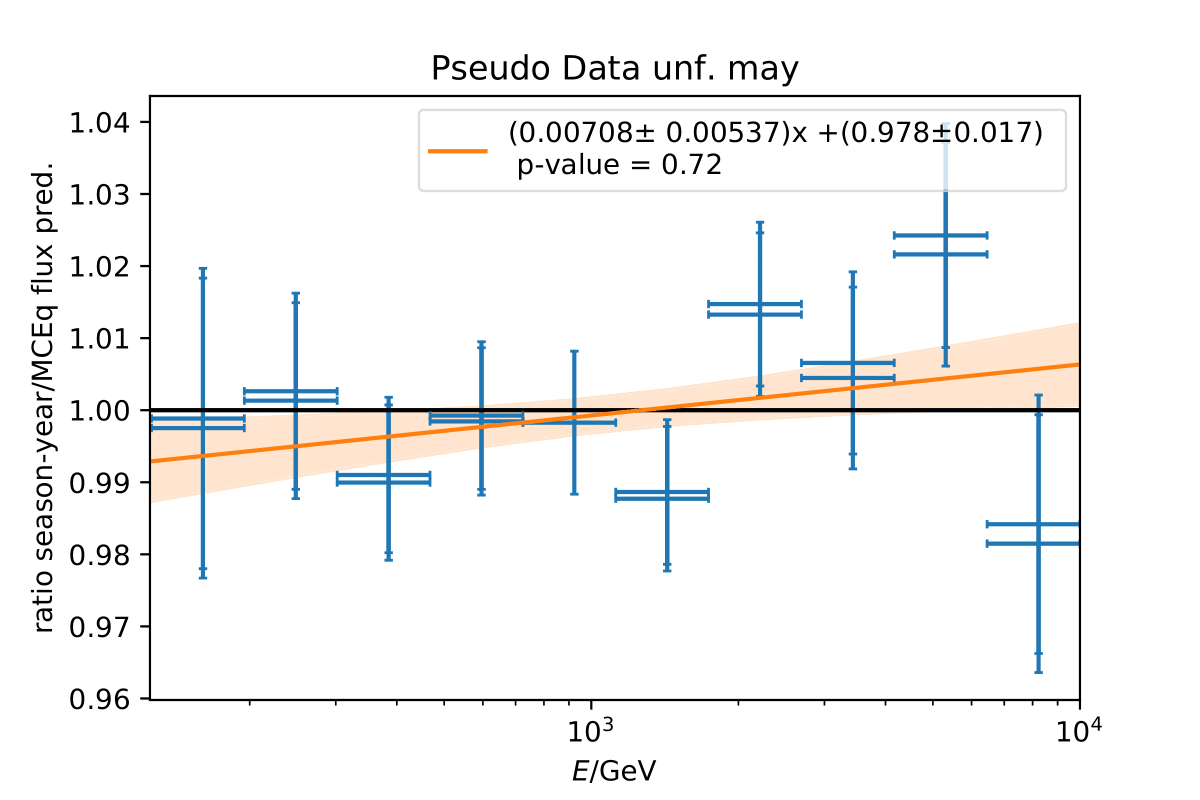 Pseudo Data unf. may
(0.00708± 0.00537)x +(0.978±0.017)
p-value = 0.72
ratio season-year/MCEq flux pred.
1.04
1.03
1.02
1.01
1.00
0.99
0.98
0.97
0.96
10³
10⁴
E/GeV